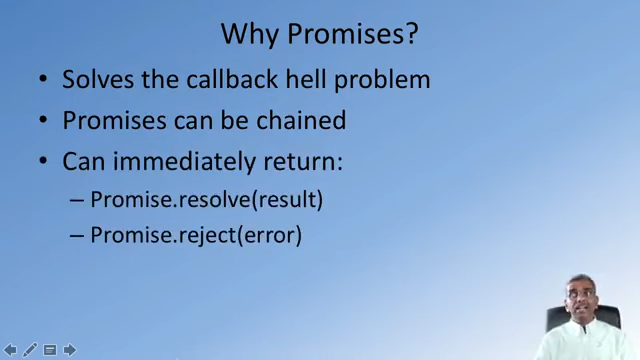 Why Promises?
• Solves the callback hell problem
• Promises can be chained
• Can immediately return:
– Promise.resolve(result)
– Promise.reject(error)